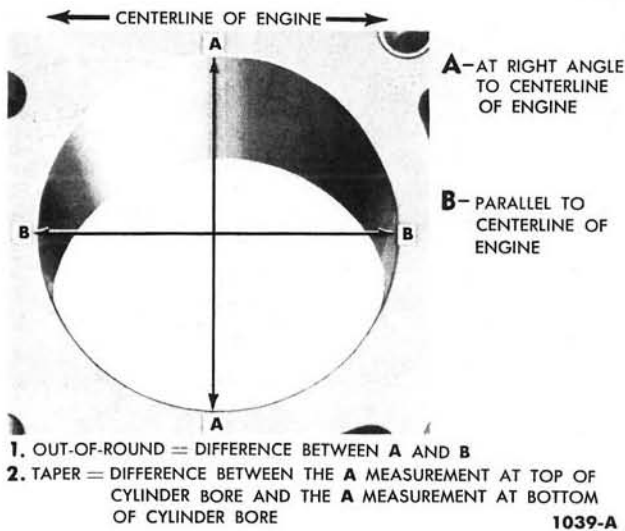 CENTERLINE OF ENGINE
A
A—AT RIGHT ANGLE
TO CENTERLINE
OF ENGINE
B B
B—PARALLEL TO
CENTERLINE OF
ENGINE
A
1. OUT-OF-ROUND = DIFFERENCE BETWEEN A AND B
2. TAPER = DIFFERENCE BETWEEN THE A MEASUREMENT AT TOP OF
CYLINDER BORE AND THE A MEASUREMENT AT BOTTOM
OF CYLINDER BORE
1039-A